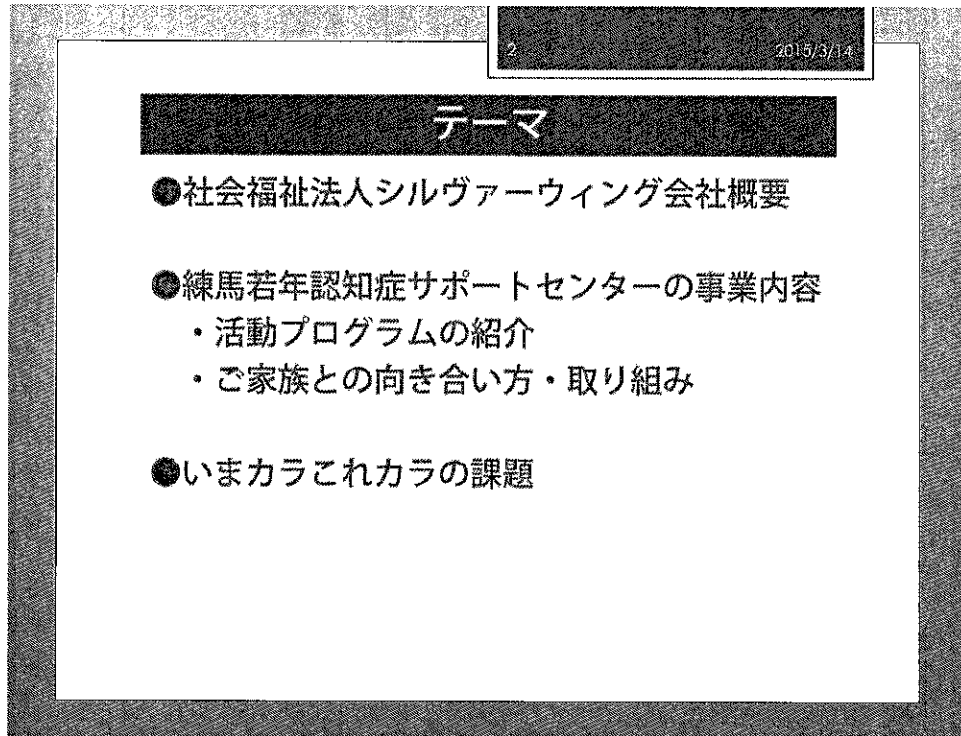 2
2015/3/14
テーマ
●社会福祉法人シルヴァーウィング会社概要
●練馬若年認知症サポートセンターの事業内容
・活動プログラムの紹介
・ご家族との向き合い方・取り組み
●いまカラこれカラの課題